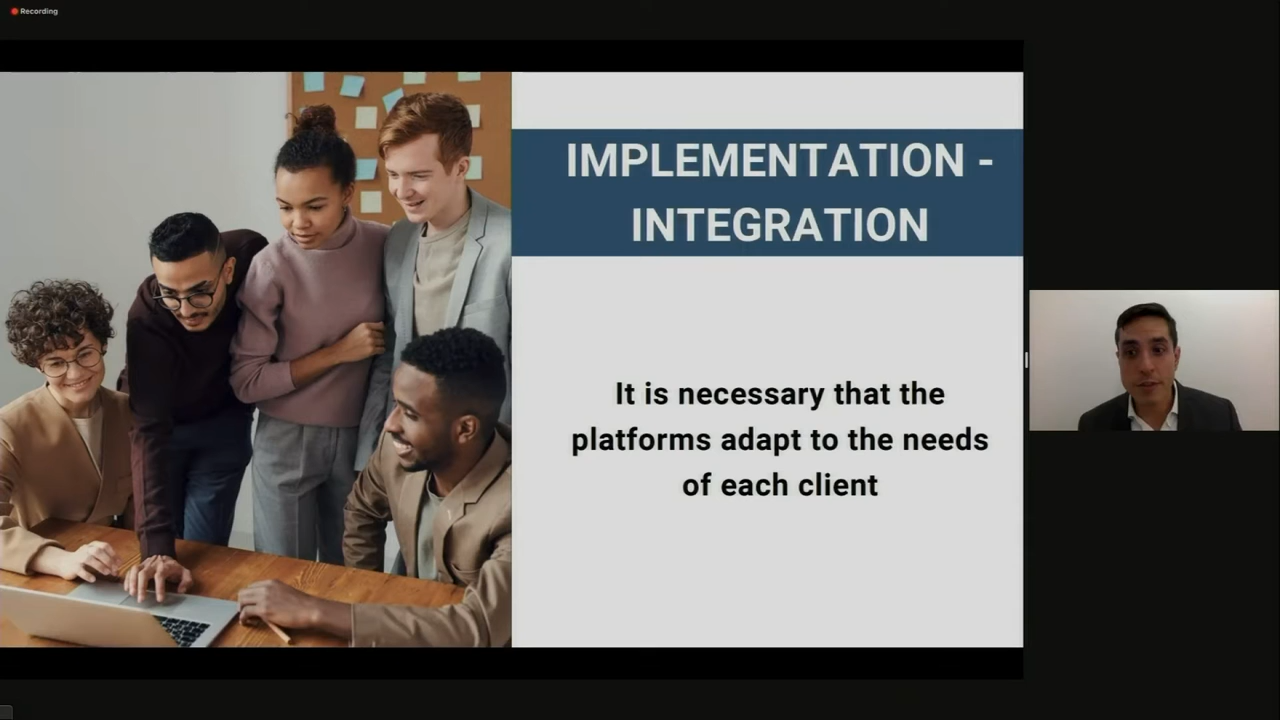 Recording
IMPLEMENTATION -
INTEGRATION
It is necessary that the
platforms adapt to the needs
of each client